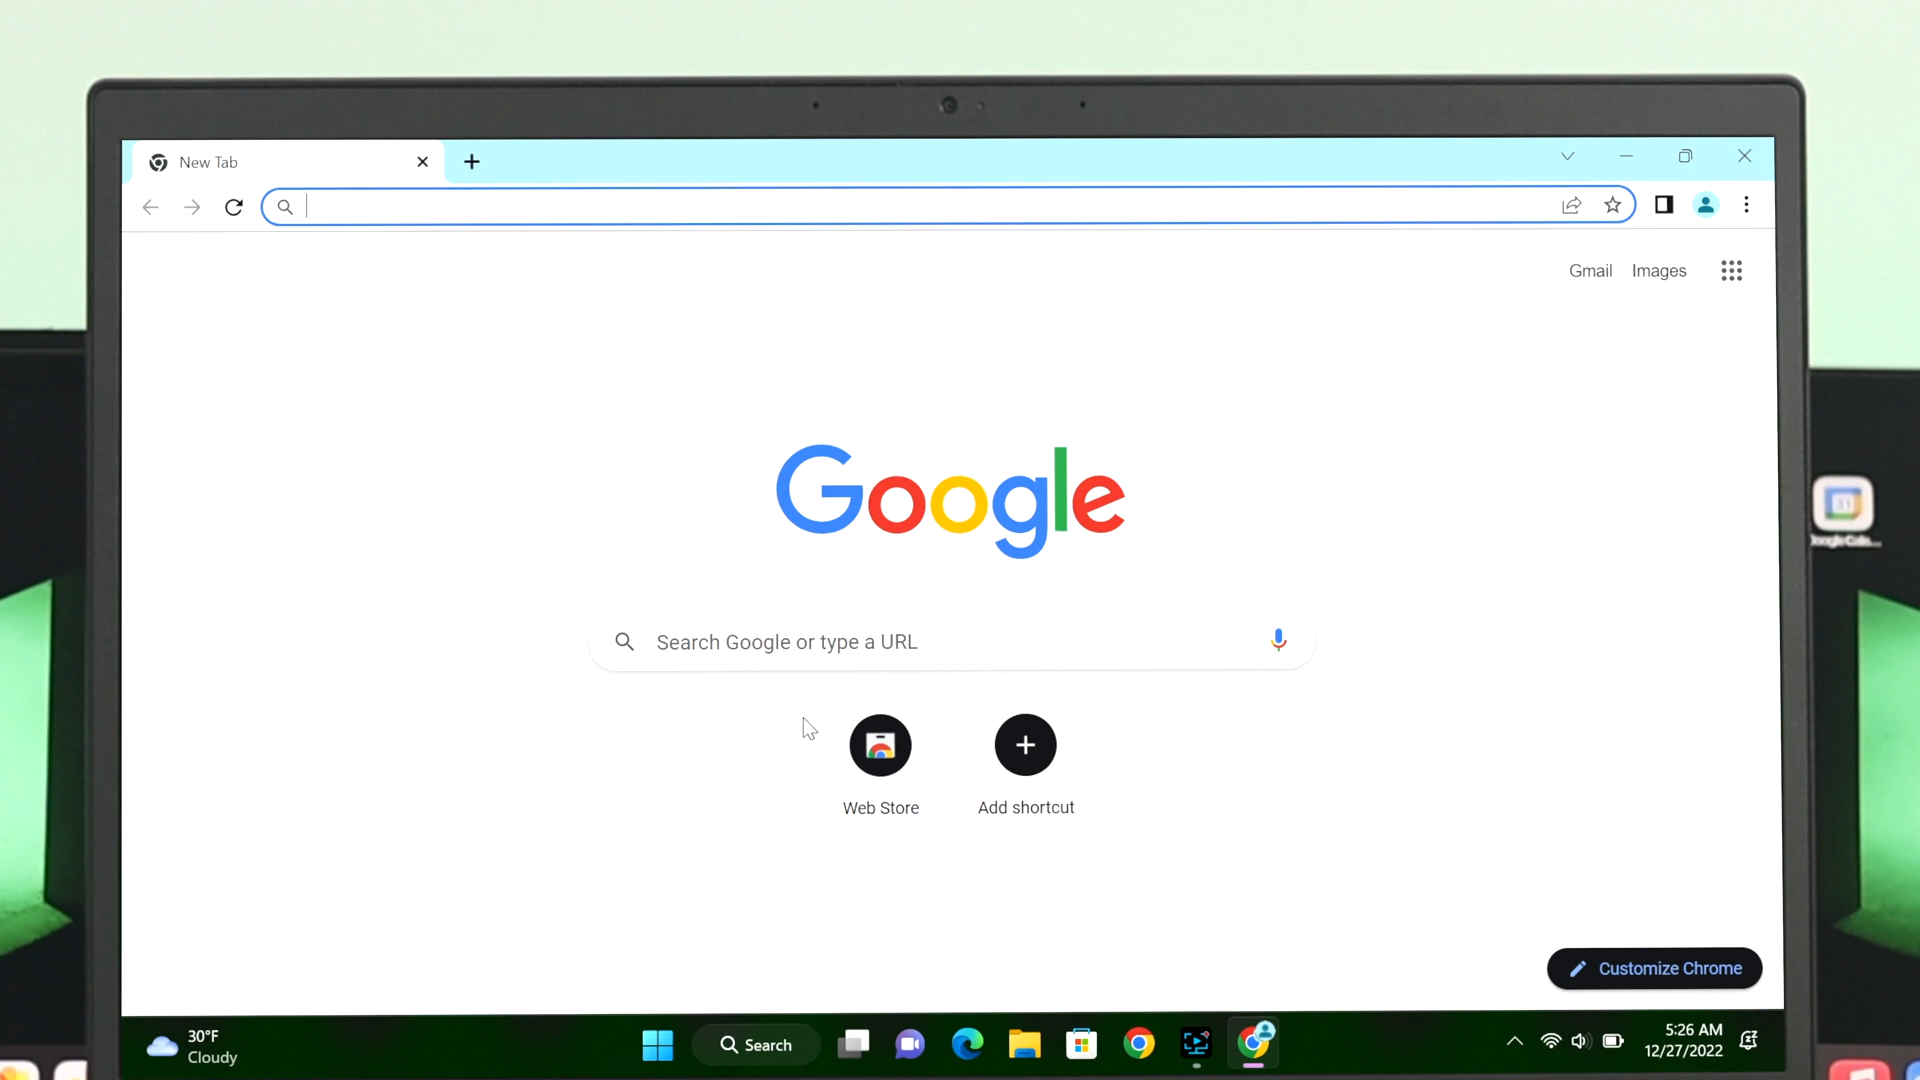 New Tab
Gmail Images
Google
Search Google or type a URL
Web Store
Add shortcut
Customize Chrome
30°F
Cloudy
Search
5:26 AM
12/27/2022